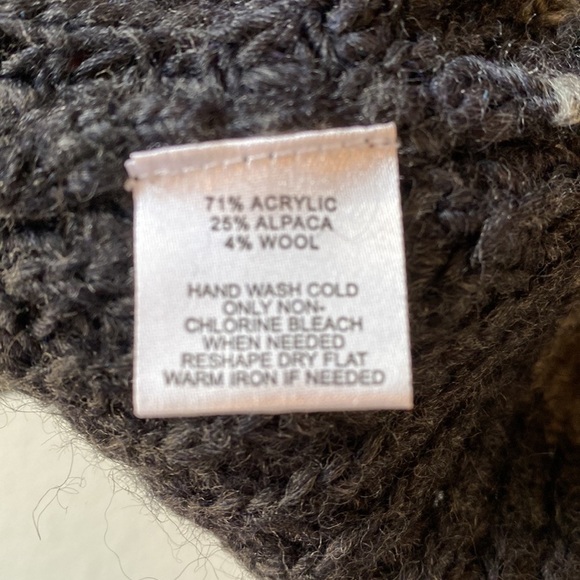 71% ACRYLIC
25% ALPACA
4% WOOL
HAND WASH COLD
ONLY NON-
CHLORINE BLEACH
WHEN NEEDED
RESHAPE DRY FLAT
WARM IRON IF NEEDED